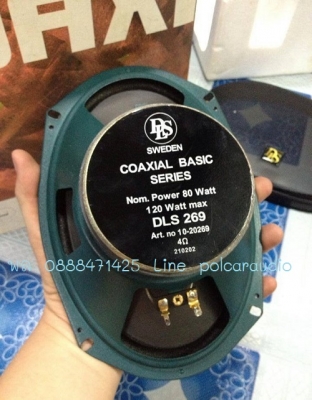 DLS
SWEDEN
COAXIAL BASIC
SERIES
Nom. Power 80 Watt
120 Watt max
DLS 269
Art. no 10-20269
4Ω
210202
0888471425 Line polcaraudio
DLS